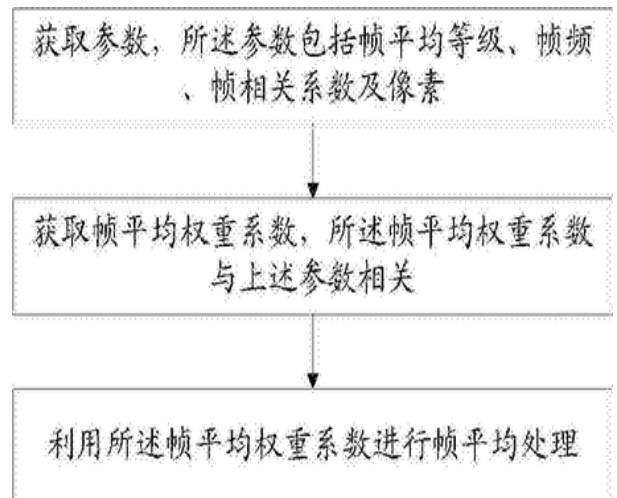 获取参数，所述参数包括帧平均等级、帧频
、帧相关系数及像素
获取帧平均权重系数，所述帧平均权重系数
与上述参数相关
利用所述帧平均权重系数进行帧平均处理